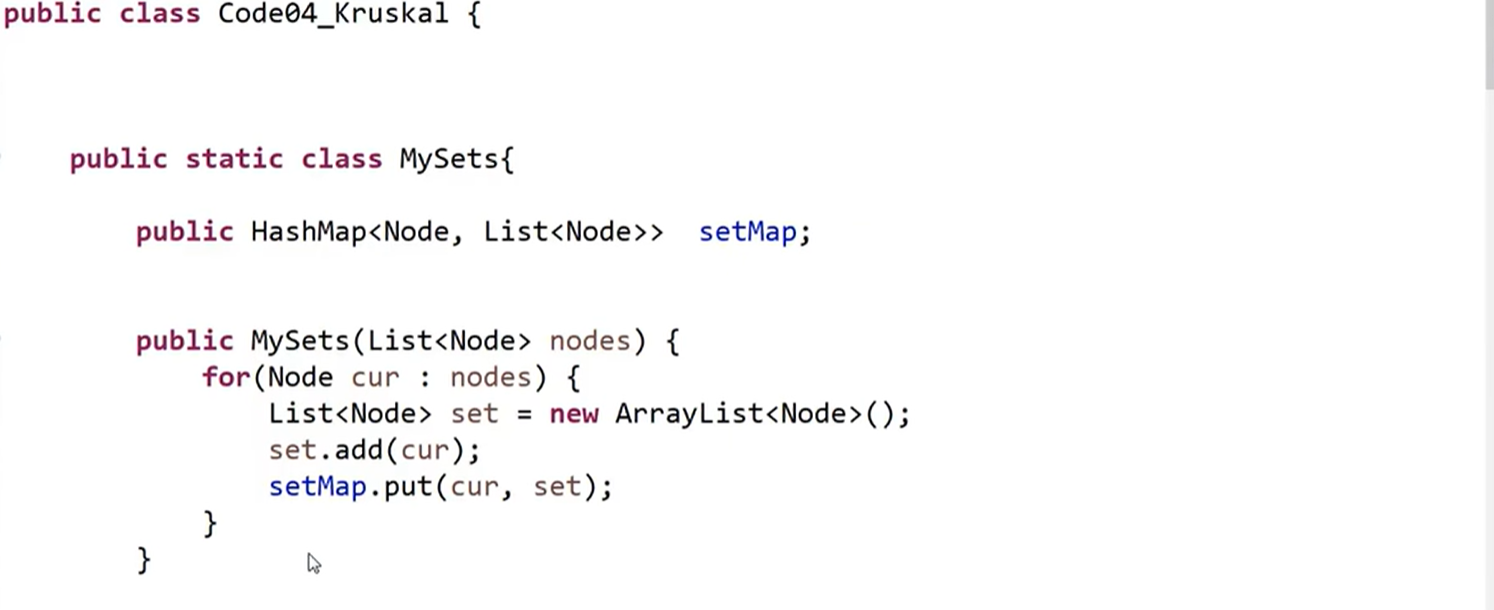 public class Code04_Kruskal {
public static class MySets{
public HashMap<Node, List<Node>>  setMap;
public MySets(List<Node> nodes) {
for(Node cur : nodes) {
List<Node> set = new ArrayList<Node>();
set.add(cur);
setMap.put(cur, set);
}
}